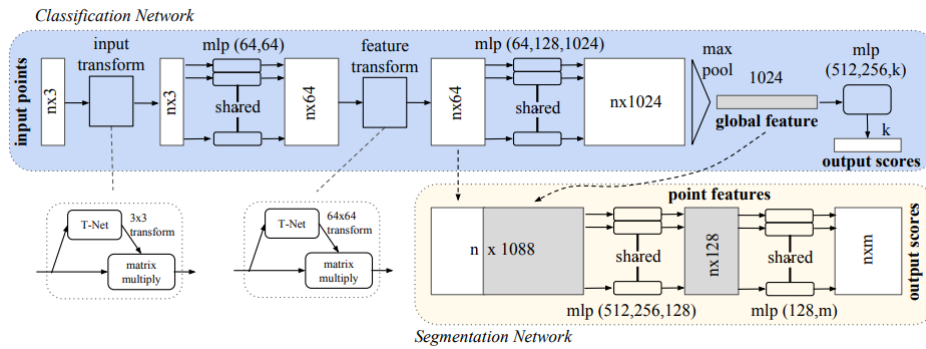 Classification Network
input points
nx3
input
transform
nx3
mlp (64,64)
shared
nx64
feature
transform
nx64
mlp (64,128,1024)
shared
nx1024
max
pool
1024
global feature
mlp
(512,256,k)
k
output scores
T-Net
3x3
transform
matrix
multiply
T-Net
64x64
transform
matrix
multiply
point features
n x 1088
shared
mlp (512,256,128)
nx128
shared
mlp (128,m)
nxm
output scores
Segmentation Network